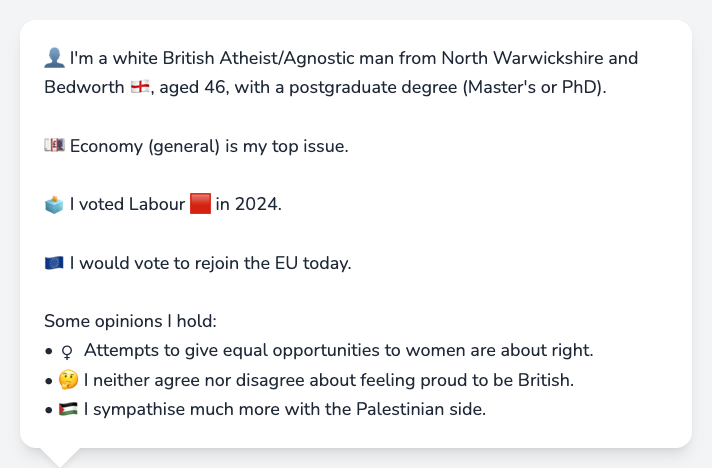 👤 I'm a white British Atheist/Agnostic man from North Warwickshire and
Bedworth 🏴󠁧󠁢󠁥󠁮󠁧󠁿, aged 46, with a postgraduate degree (Master's or PhD).
💷 Economy (general) is my top issue.
🗳️ I voted Labour 🟥 in 2024.
🇪🇺 I would vote to rejoin the EU today.
Some opinions I hold:
• ♀️ Attempts to give equal opportunities to women are about right.
• 🤔 I neither agree nor disagree about feeling proud to be British.
• 🇵🇸 I sympathise much more with the Palestinian side.